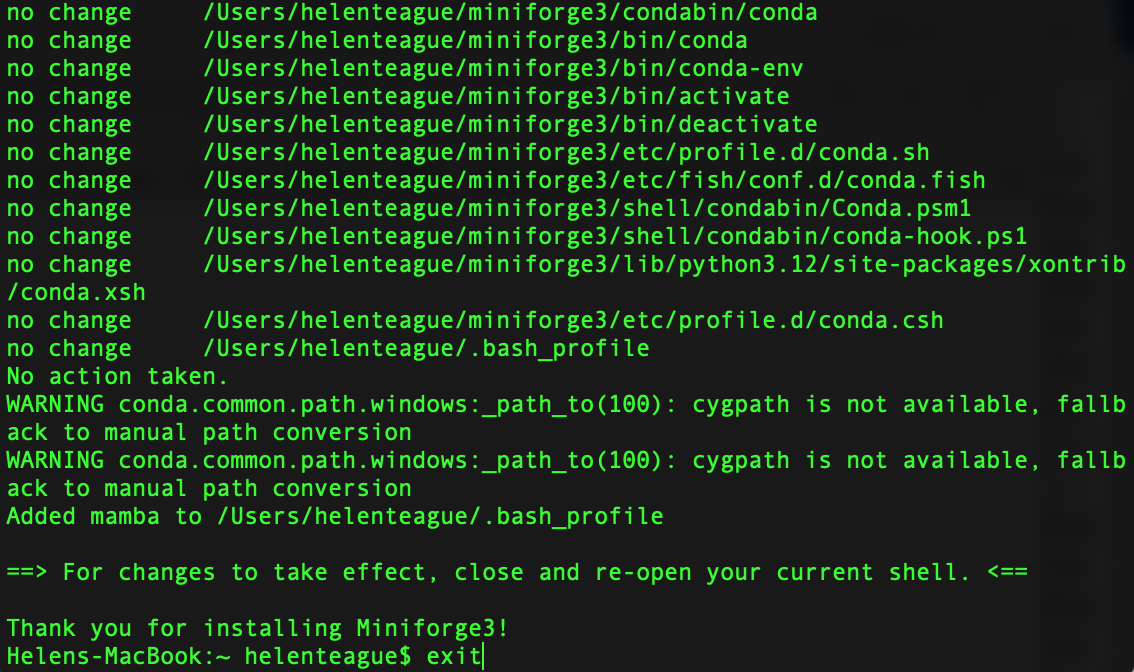 no change     /Users/helenteague/miniforge3/condabin/conda
no change     /Users/helenteague/miniforge3/bin/conda
no change     /Users/helenteague/miniforge3/bin/conda-env
no change     /Users/helenteague/miniforge3/bin/activate
no change     /Users/helenteague/miniforge3/bin/deactivate
no change     /Users/helenteague/miniforge3/etc/profile.d/conda.sh
no change     /Users/helenteague/miniforge3/etc/fish/conf.d/conda.fish
no change     /Users/helenteague/miniforge3/shell/condabin/Conda.psm1
no change     /Users/helenteague/miniforge3/shell/condabin/conda-hook.ps1
no change     /Users/helenteague/miniforge3/lib/python3.12/site-packages/xontrib
/conda.xsh
no change     /Users/helenteague/miniforge3/etc/profile.d/conda.csh
no change     /Users/helenteague/.bash_profile
No action taken.
WARNING conda.common.path.windows:_path_to(100): cygpath is not available, fallb
ack to manual path conversion
WARNING conda.common.path.windows:_path_to(100): cygpath is not available, fallb
ack to manual path conversion
Added mamba to /Users/helenteague/.bash_profile
==> For changes to take effect, close and re-open your current shell. <==
Thank you for installing Miniforge3!
Helens-MacBook:~ helenteague$ exit